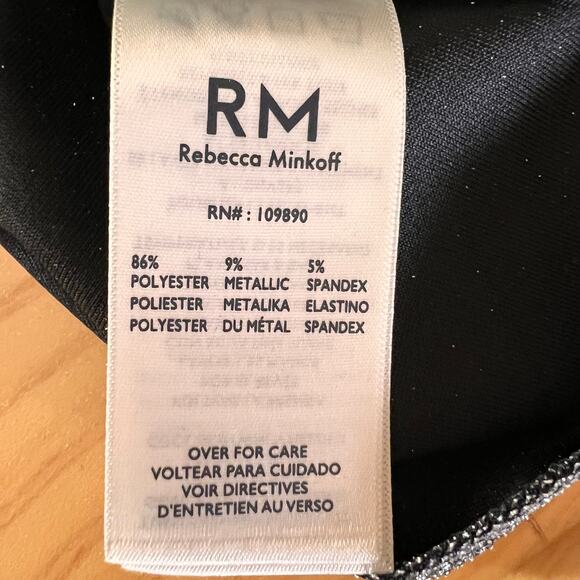 RM
Rebecca Minkoff
RN#: 109890
86% 9% 5%
POLYESTER METALLIC SPANDEX
POLIESTER METALIKA ELASTINO
POLYESTER DU MÉTAL SPANDEX
OVER FOR CARE
VOLTEAR PARA CUIDADO
VOIR DIRECTIVES
D'ENTRETIEN AU VERSO